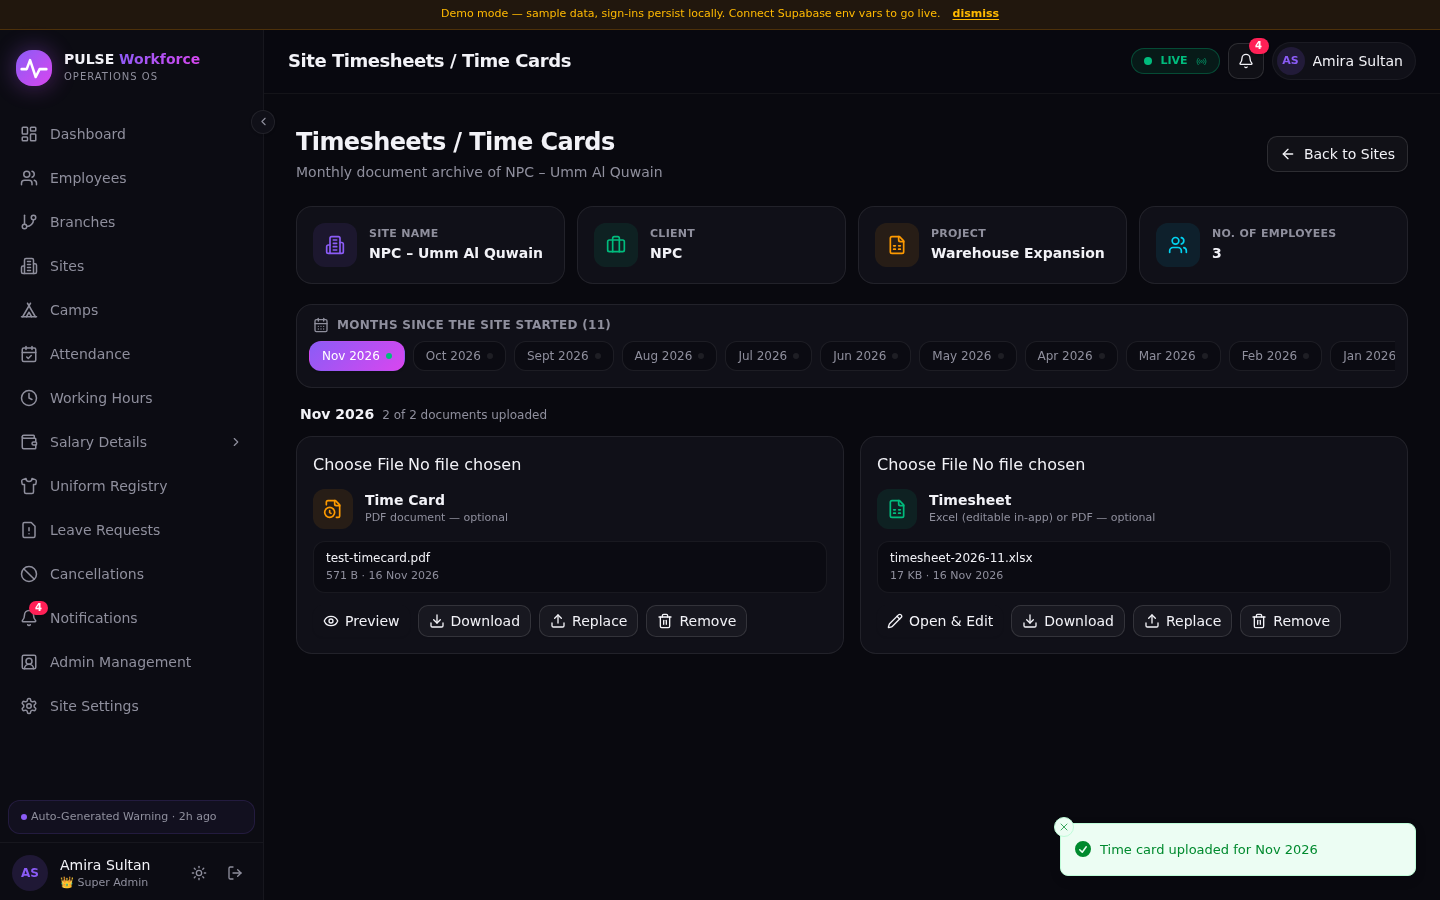 Demo mode — sample data, sign-ins persist locally. Connect Supabase env vars to go live. dismiss
PULSE Workforce
OPERATIONS OS
Dashboard
Employees
Branches
Sites
Camps
Attendance
Working Hours
Salary Details
Uniform Registry
Leave Requests
Cancellations
4
Notifications
Admin Management
Site Settings
Auto-Generated Warning · 2h ago
AS
Amira Sultan
👑 Super Admin
Site Timesheets / Time Cards
LIVE
4
AS
Amira Sultan
Timesheets / Time Cards
Monthly document archive of NPC – Umm Al Quwain
Back to Sites
SITE NAME
NPC – Umm Al Quwain
CLIENT
NPC
PROJECT
Warehouse Expansion
NO. OF EMPLOYEES
3
MONTHS SINCE THE SITE STARTED (11)
Nov 2026 Oct 2026 Sept 2026 Aug 2026 Jul 2026 Jun 2026 May 2026 Apr 2026 Mar 2026 Feb 2026 Jan 2026
Nov 2026 2 of 2 documents uploaded
Choose File No file chosen
Time Card
PDF document — optional
test-timecard.pdf
571 B · 16 Nov 2026
Preview Download Replace Remove
Choose File No file chosen
Timesheet
Excel (editable in-app) or PDF — optional
timesheet-2026-11.xlsx
17 KB · 16 Nov 2026
Open & Edit Download Replace Remove
Time card uploaded for Nov 2026